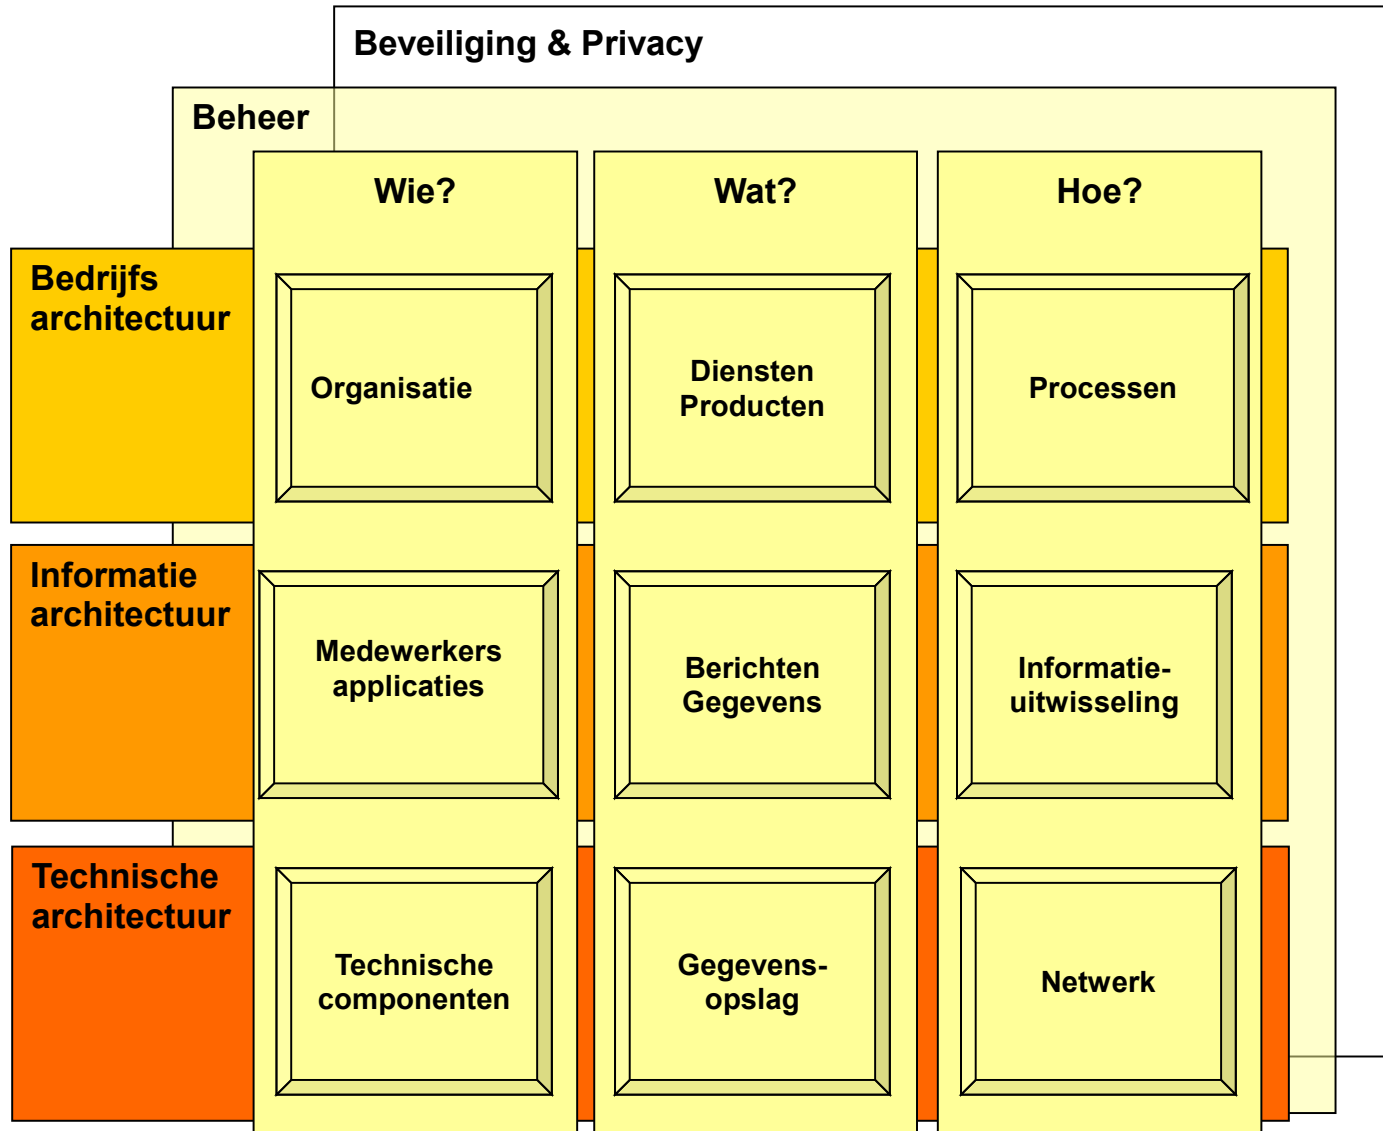 Beveiliging & Privacy
Beheer
Wie?
Wat?
Hoe?
Bedrijfs
architectuur
Organisatie
Diensten
Producten
Processen
Informatie
architectuur
Medewerkers
applicaties
Berichten
Gegevens
Informatie-
uitwisseling
Technische
architectuur
Technische
componenten
Gegevens-
opslag
Netwerk